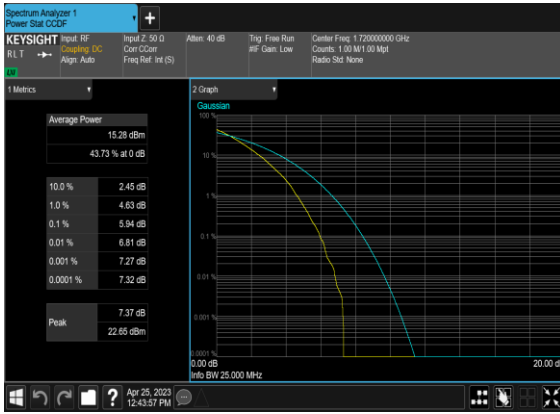 Spectrum Analyzer 1
Power Stat CCDF
+
KEYSIGHT
RLT
LW
Input: RF
Coupling: DC
Align: Auto
Input Z: 50 Ω
Corr CCorr
Freq Ref: Int (S)
Atten: 40 dB
Trig: Free Run
#IF Gain: Low
Center Freq: 1.720000000 GHz
Counts: 1.00 M/1.00 Mpt
Radio Std: None
1 Metrics
Average Power
15.28 dBm
43.73 % at 0 dB
10.0 % 2.45 dB
1.0 % 4.63 dB
0.1 % 5.94 dB
0.01 % 6.81 dB
0.001 % 7.27 dB
0.0001 % 7.32 dB
Peak
7.37 dB
22.65 dBm
2 Graph
Gaussian
100 %
10 %
1 %
0.1 %
0.01 %
0.001 %
0.0001 %
0.00 dB
20.00 d
Info BW 25.000 MHz
?
Apr 25, 2023
12:43:57 PM